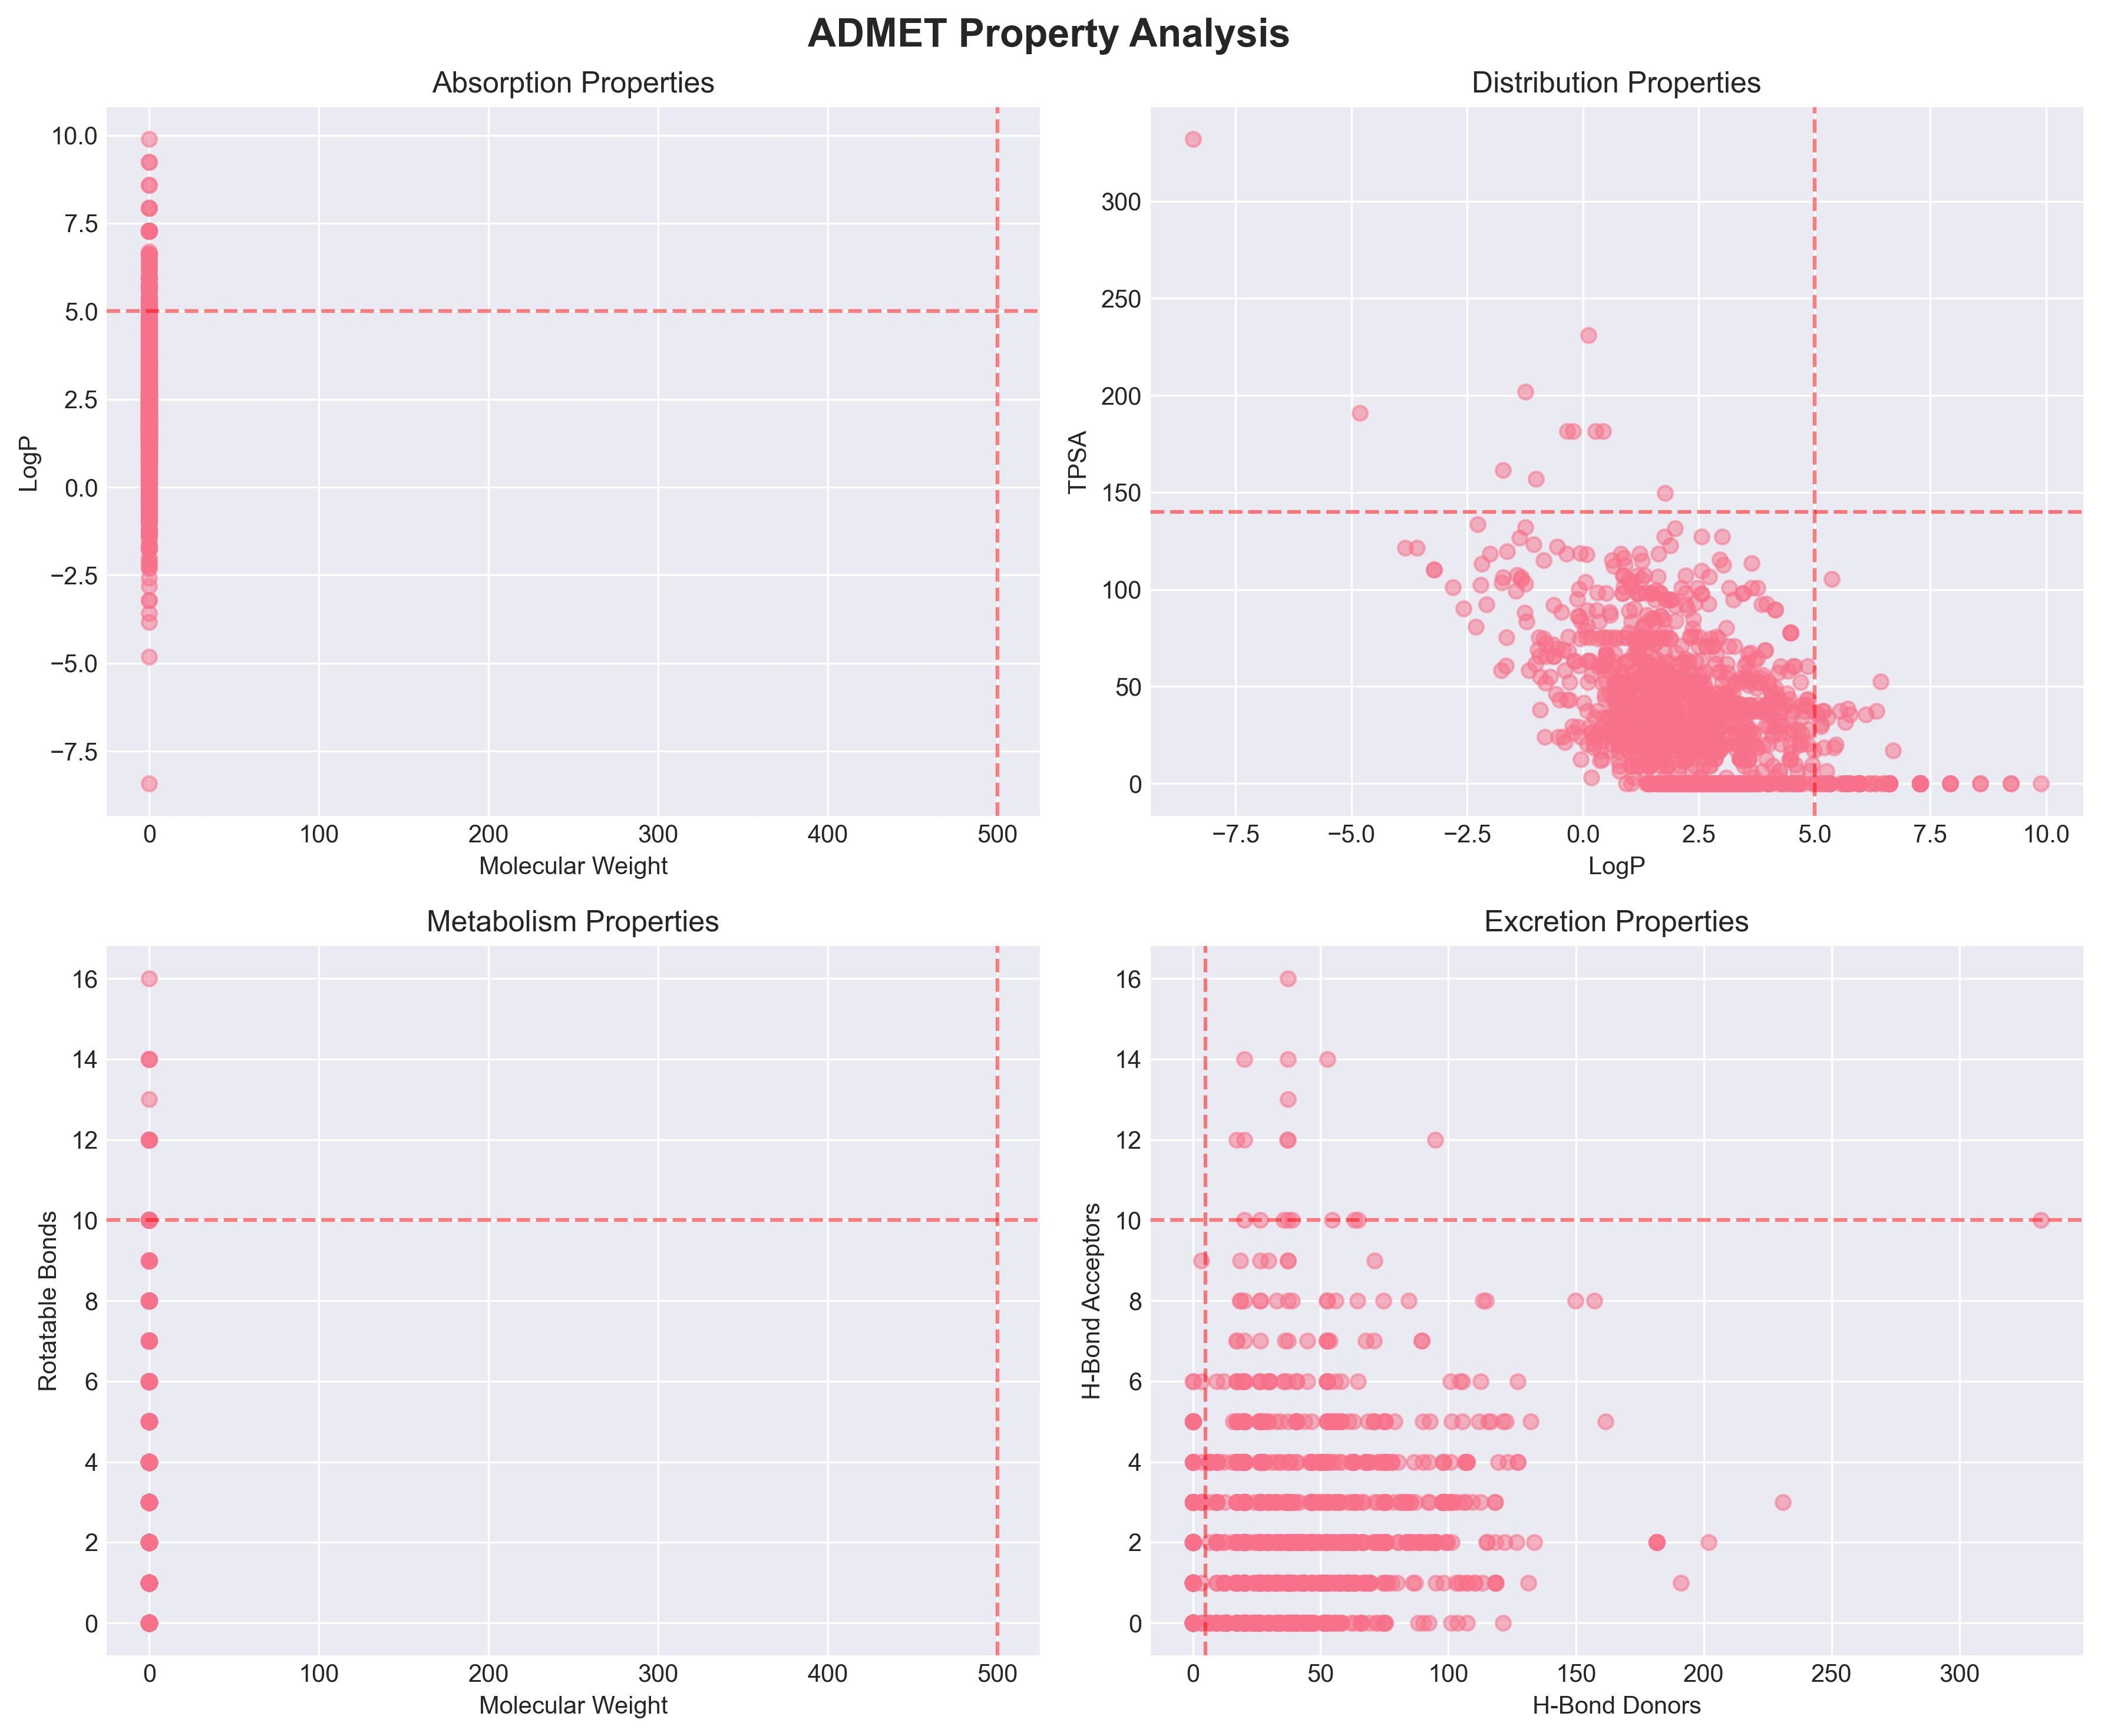 ADMET Property Analysis
Absorption Properties
10.0
7.5
5.0
2.5
0.0
−2.5
−5.0
−7.5
LogP
0 100 200 300 400 500
Molecular Weight
Distribution Properties
300
250
200
150
100
50
0
TPSA
−7.5 −5.0 −2.5 0.0 2.5 5.0 7.5 10.0
LogP
Metabolism Properties
16
14
12
10
8
6
4
2
0
Rotatable Bonds
0 100 200 300 400 500
Molecular Weight
Excretion Properties
16
14
12
10
8
6
4
2
0
H-Bond Acceptors
0 50 100 150 200 250 300
H-Bond Donors